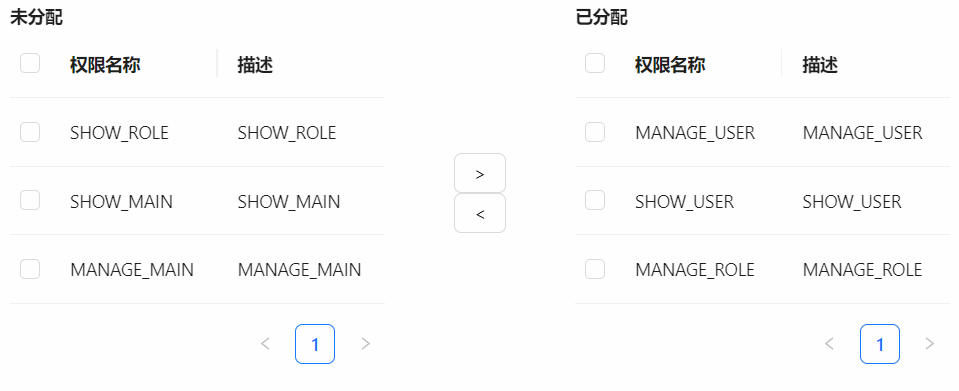 未分配
权限名称 描述
SHOW_ROLE SHOW_ROLE
SHOW_MAIN SHOW_MAIN
MANAGE_MAIN MANAGE_MAIN
< 1 >
>
<
已分配
权限名称 描述
MANAGE_USER MANAGE_USER
SHOW_USER SHOW_USER
MANAGE_ROLE MANAGE_ROLE
< 1 >